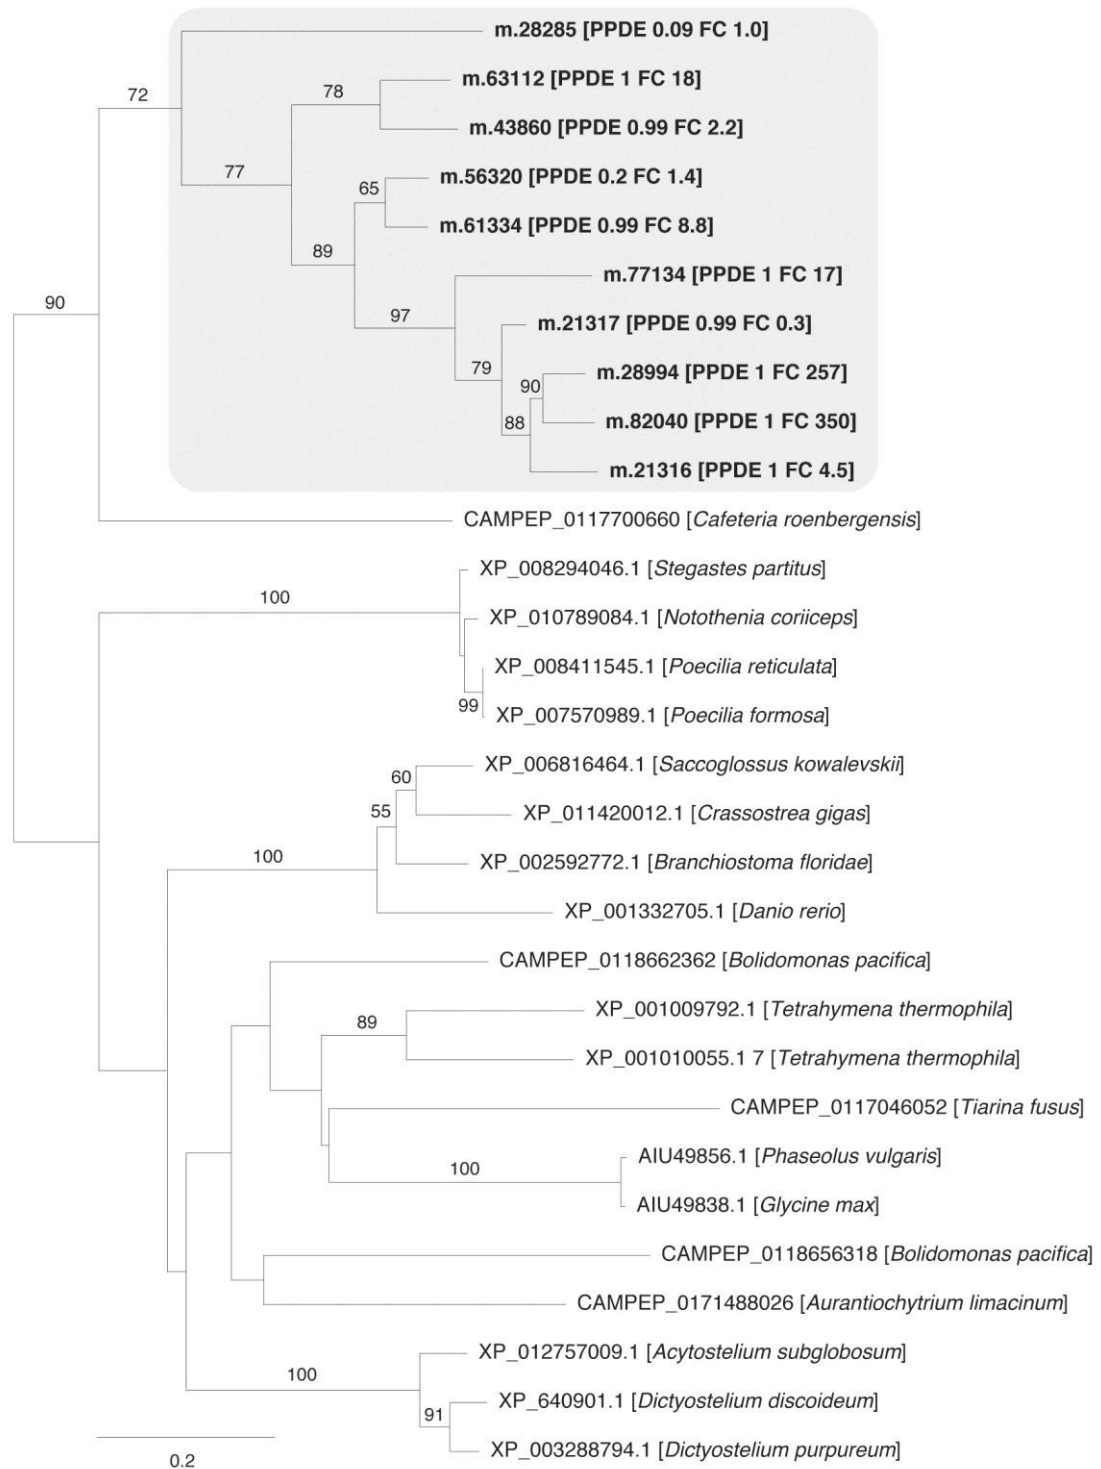 m.28285 [PPDE 0.09 FC 1.0]
m.63112 [PPDE 1 FC 18]
78
72
m.43860 [PPDE 0.99 FC 2.2]
77
m.56320 [PPDE 0.2 FC 1.4]
65
m.61334 [PPDE 0.99 FC 8.8]
89
m.77134 [PPDE 1 FC 17]
90
97
m.21317 [PPDE 0.99 FC 0.3]
79
m.28994 [PPDE 1 FC 257]
90
m.82040 [PPDE 1 FC 350]
88
m.21316 [PPDE 1 FC 4.5]
CAMPEP_0117700660 [Cafeteria roenbergensis]
XP_008294046.1 [Stegastes partitus]
100
XP_010789084.1 [Notothenia coriiceps]
XP_008411545.1 [Poecilia reticulata]
99
XP_007570989.1 [Poecilia formosa]
XP_006816464.1 [Saccoglossus kowalevskii]
60
55
XP_011420012.1 [Crassostrea gigas]
100
XP_002592772.1 [Branchiostoma floridae]
XP_001332705.1 [Danio rerio]
CAMPEP_0118662362 [Bolidomonas pacifica]
XP_001009792.1 [Tetrahymena thermophila]
89
XP_001010055.1 7 [Tetrahymena thermophila]
CAMPEP_0117046052 [Tiarina fusus]
AIU49856.1 [Phaseolus vulgaris]
100
AIU49838.1 [Glycine max]
CAMPEP_0118656318 [Bolidomonas pacifica]
CAMPEP_0171488026 [Aurantiochytrium limacinum]
XP_012757009.1 [Acytostelium subglobosum]
100
XP_640901.1 [Dictyostelium discoideum]
91
XP_003288794.1 [Dictyostelium purpureum]
0.2